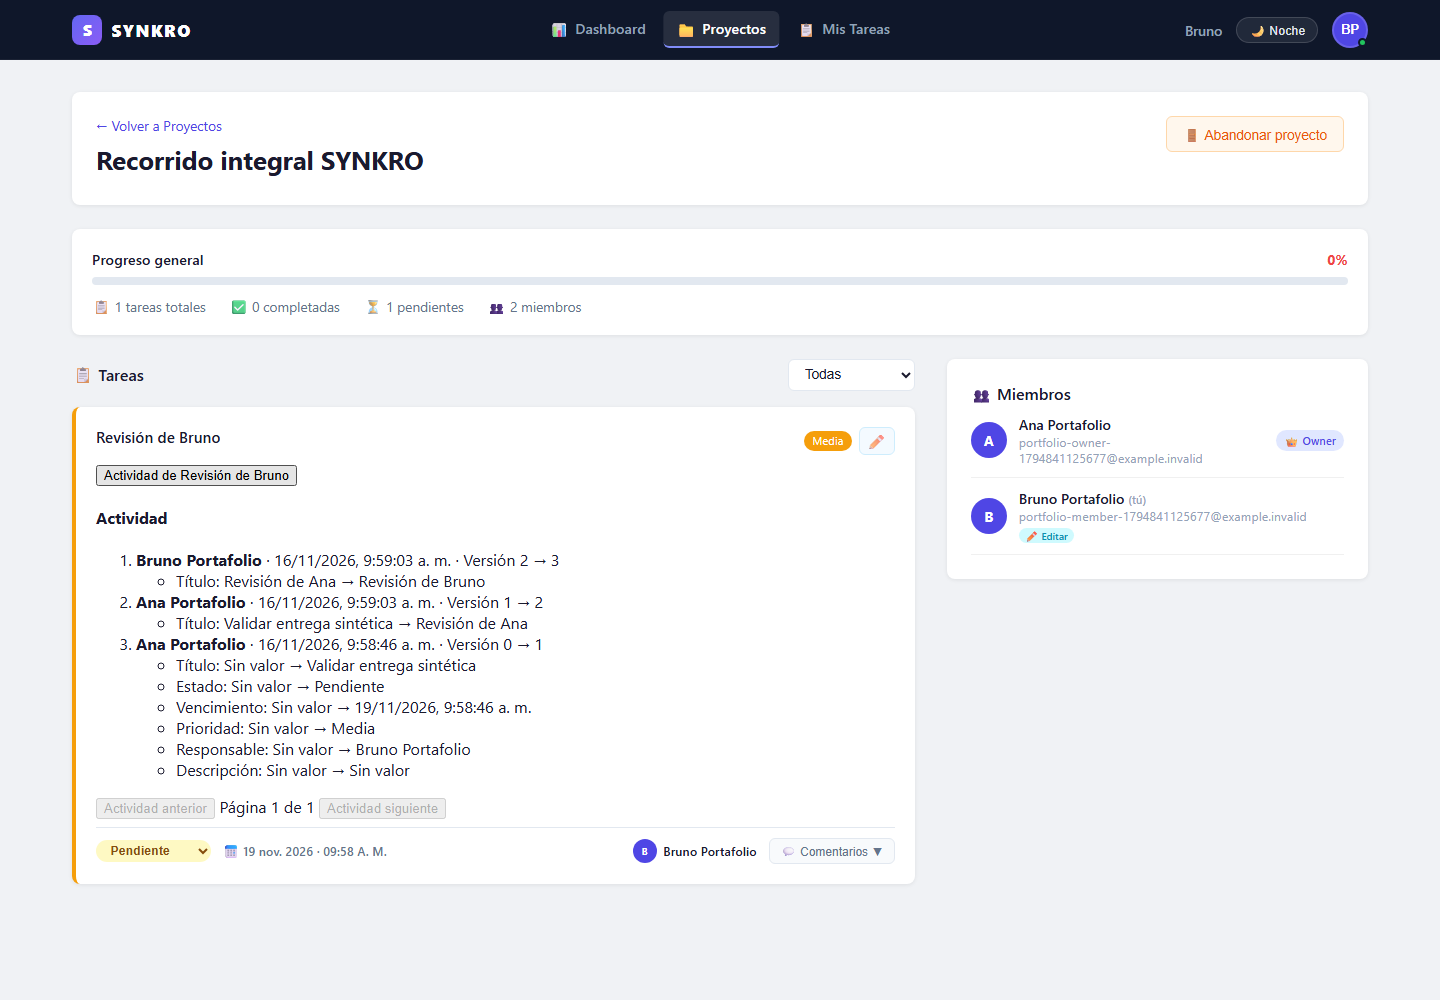 S SYNKRO
Dashboard
Proyectos
Mis Tareas
Bruno
Noche
BP
← Volver a Proyectos
Recorrido integral SYNKRO
Abandonar proyecto
Progreso general
0%
1 tareas totales
0 completadas
1 pendientes
2 miembros
Tareas
Todas
Revisión de Bruno
Media
Actividad de Revisión de Bruno
Actividad
1. Bruno Portafolio · 16/11/2026, 9:59:03 a. m. · Versión 2 → 3
Título: Revisión de Ana → Revisión de Bruno
2. Ana Portafolio · 16/11/2026, 9:59:03 a. m. · Versión 1 → 2
Título: Validar entrega sintética → Revisión de Ana
3. Ana Portafolio · 16/11/2026, 9:58:46 a. m. · Versión 0 → 1
Título: Sin valor → Validar entrega sintética
Estado: Sin valor → Pendiente
Vencimiento: Sin valor → 19/11/2026, 9:58:46 a. m.
Prioridad: Sin valor → Media
Responsable: Sin valor → Bruno Portafolio
Descripción: Sin valor → Sin valor
Actividad anterior Página 1 de 1 Actividad siguiente
Pendiente
19 nov. 2026 · 09:58 A. M.
B Bruno Portafolio
Comentarios ▼
Miembros
A
Ana Portafolio
portfolio-owner-
1794841125677@example.invalid
Owner
B
Bruno Portafolio (tú)
portfolio-member-1794841125677@example.invalid
Editar